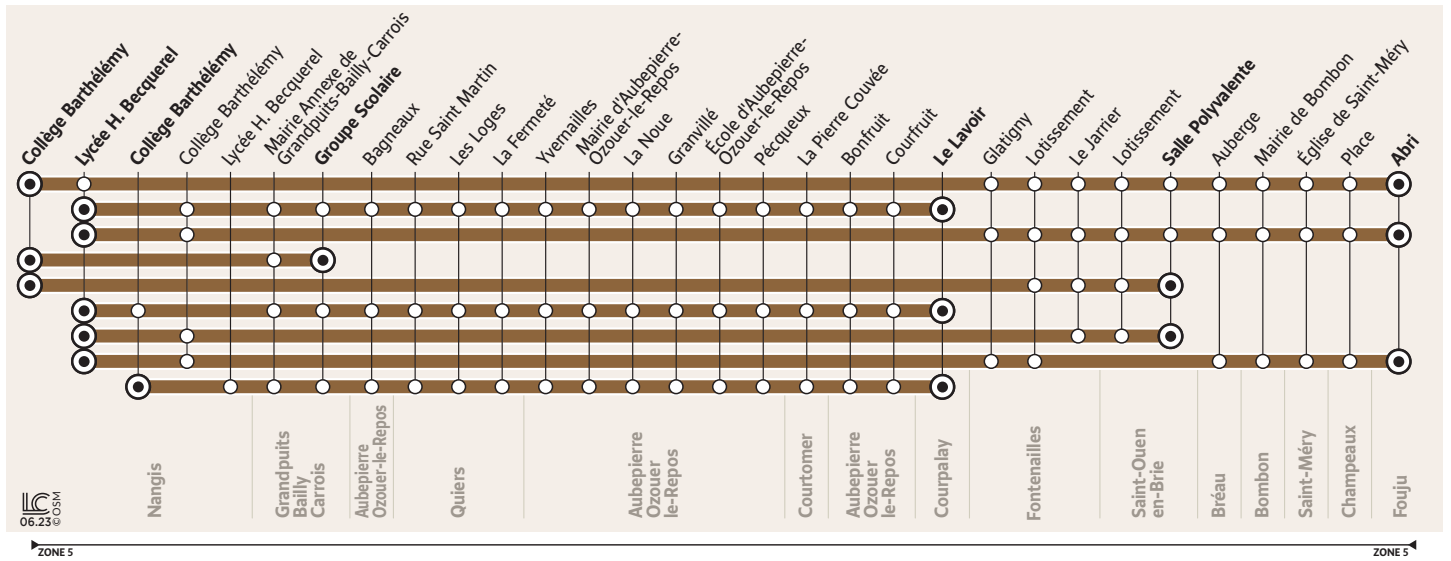 Collège Barthélémy
Lycée H. Becquerel
Collège Barthélémy
Collège Barthélémy
Lycée H. Becquerel
Mairie Annexe de
Grandpuits-Bailly-Carrois
Groupe Scolaire
Bagneaux
Rue Saint Martin
Les Loges
La Fermeté
Yvernailles
Mairie d'Aubepierre-
Ozouer-le-Repos
La Noue
Granvillé
École d'Aubepierre-
Ozouer-le-Repos
Pécqueux
La Pierre Couvée
Bonfruit
Courfruit
Le Lavoir
Glatigny
Lotissement
Le Jarrier
Lotissement
Salle Polyvalente
Auberge
Mairie de Bombon
Église de Saint-Méry
Place
Abri
Nangis
Grandpuits
Bailly
Carrois
Aubepierre
Ozouer-le-Repos
Quiers
Aubepierre
Ozouer
le-Repos
Courtomer
Aubepierre
Ozouer
le-Repos
Courpalay
Fontenailles
Saint-Ouen
en-Brie
Bréau
Bombon
Saint-Méry
Champeaux
Fouju
LC
06.23 © OSM
ZONE 5
ZONE 5